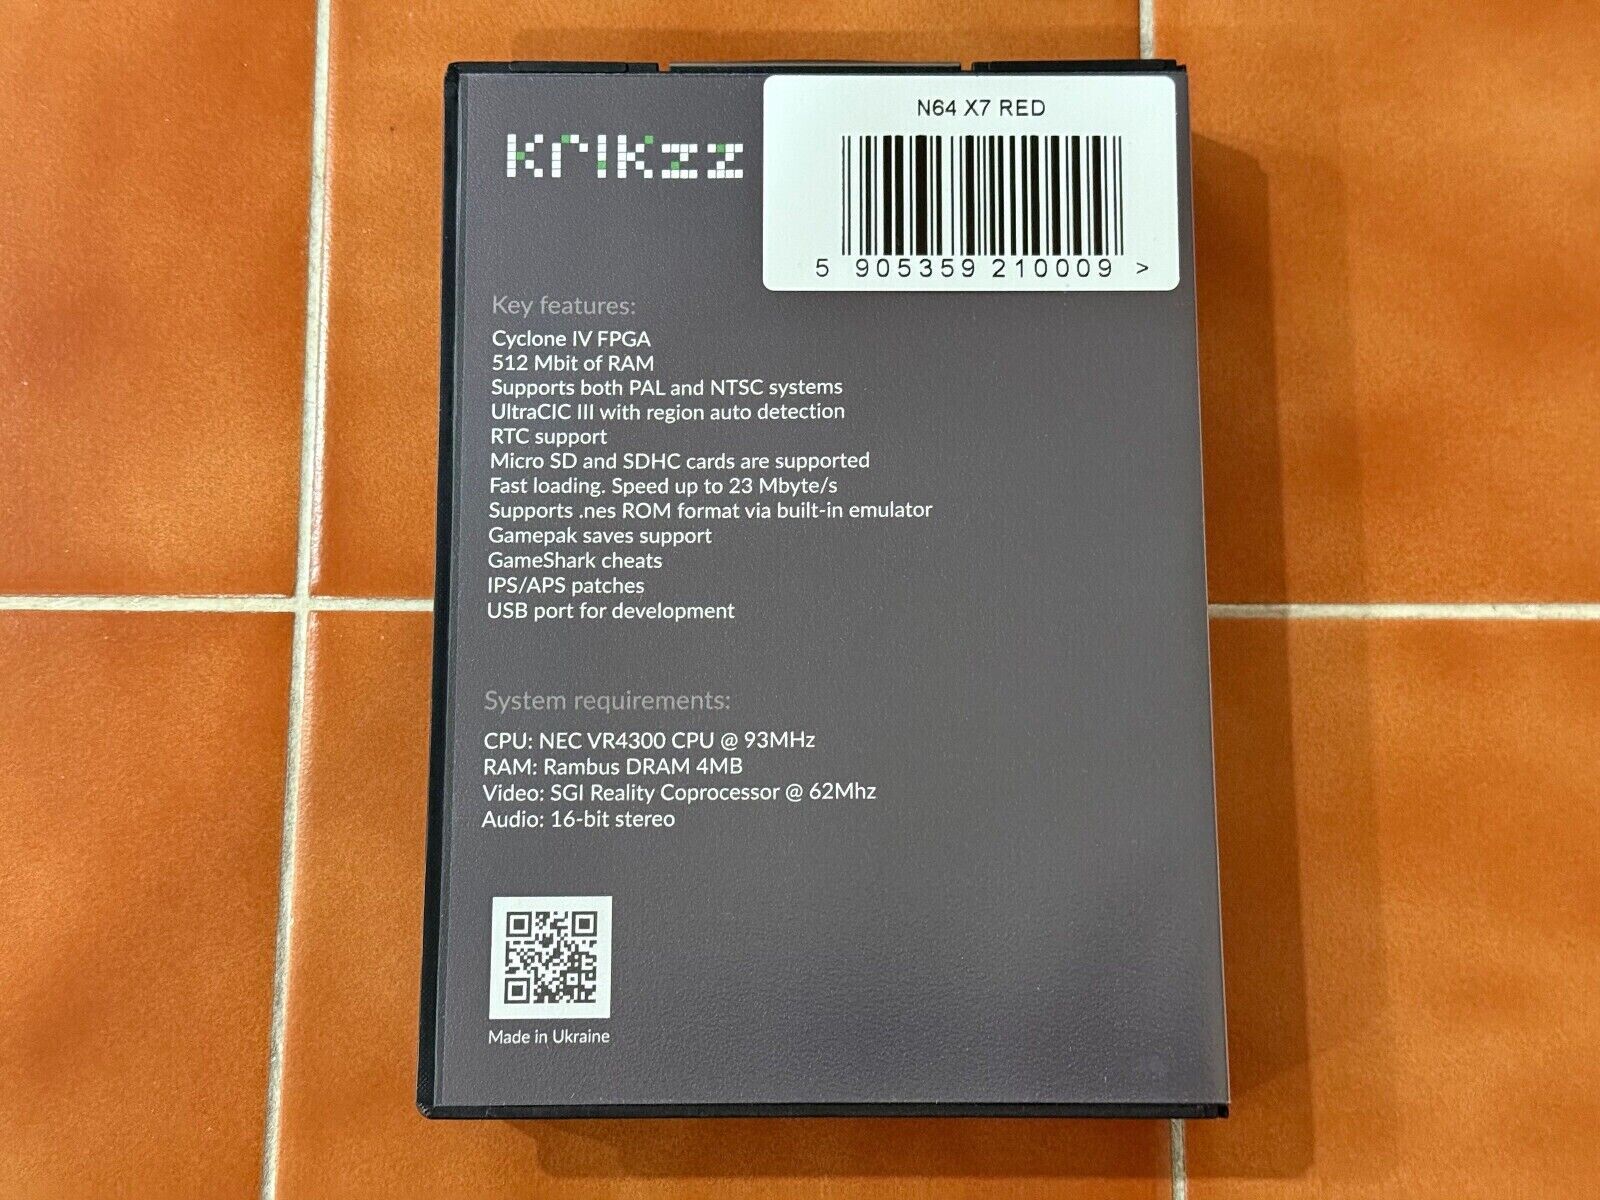 krikzz
N64 X7 RED
5 905359 210009 >
Key features:
Cyclone IV FPGA
512 Mbit of RAM
Supports both PAL and NTSC systems
UltraCIC III with region auto detection
RTC support
Micro SD and SDHC cards are supported
Fast loading. Speed up to 23 Mbyte/s
Supports .nes ROM format via built-in emulator
Gamepak saves support
GameShark cheats
IPS/APS patches
USB port for development
System requirements:
CPU: NEC VR4300 CPU @ 93MHz
RAM: Rambus DRAM 4MB
Video: SGI Reality Coprocessor @ 62Mhz
Audio: 16-bit stereo
Made in Ukraine